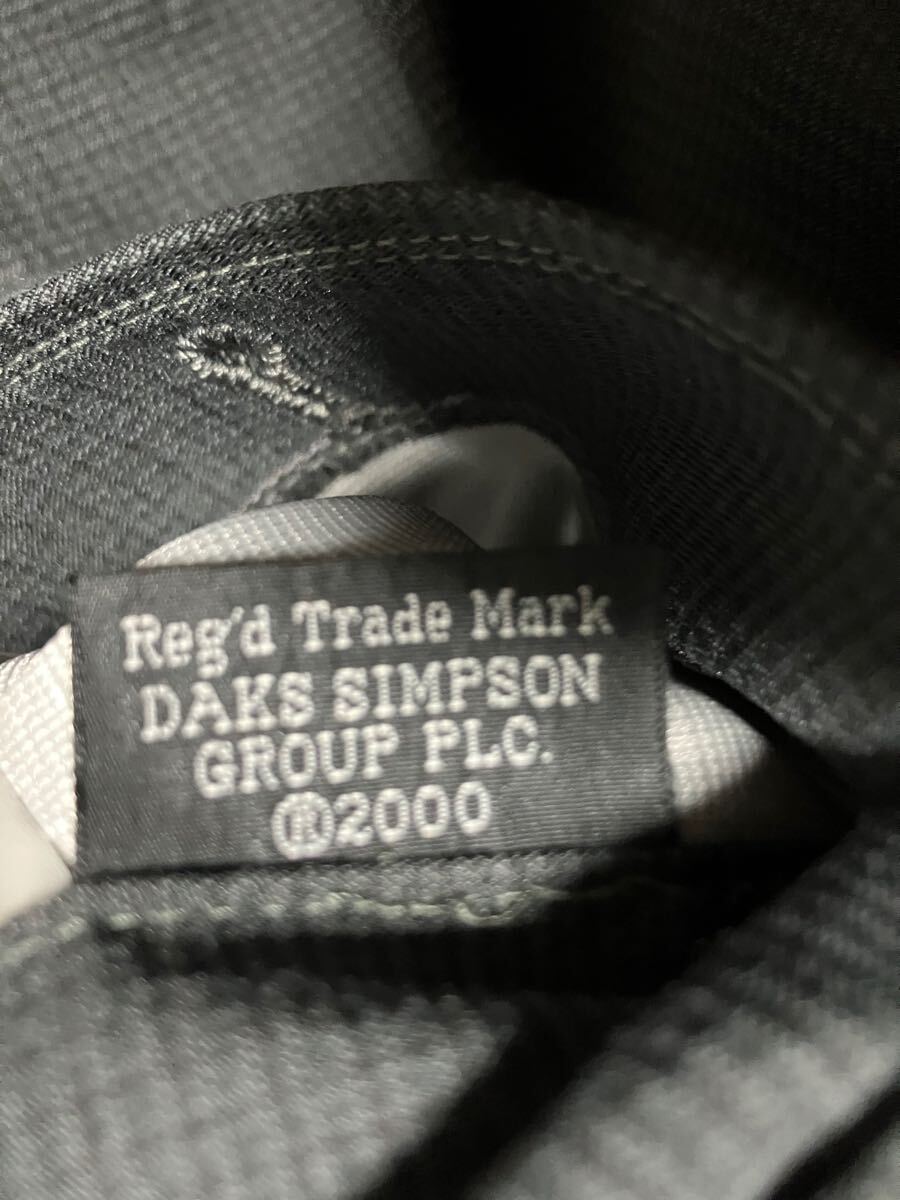 Reg'd Trade Mark
DAKS SIMPSON
GROUP PLC.
®2000